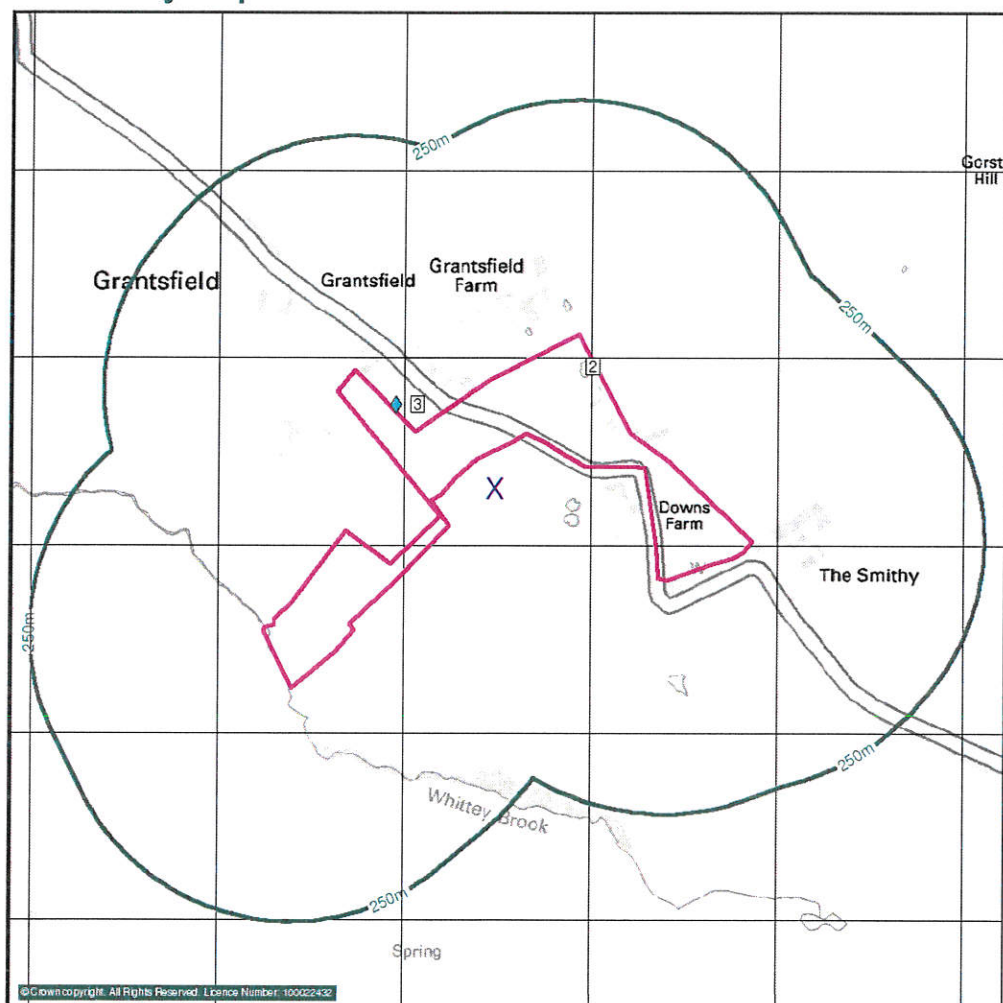 250m
Gorst
Hill
Grantsfield
Grantsfield
Grantsfield
Farm
250m
2
3
X
Downs
Farm
The Smithy
250m
250m
Whittey Brook
250m
Spring
© Crown copyright. All Rights Reserved. Licence Number: 100022432